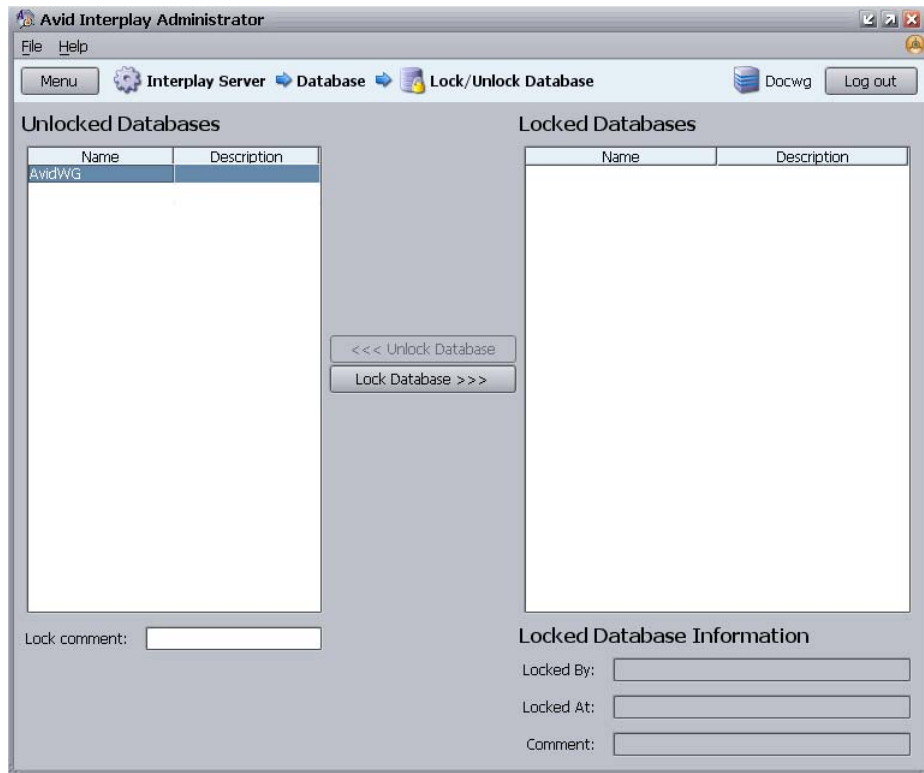 Avid Interplay Administrator
File Help
Menu Interplay Server Database Lock/Unlock Database Docwg Log out
Unlocked Databases
Name Description
AvidWG
<<< Unlock Database
Lock Database >>>
Lock comment:
Locked Databases
Name Description
Locked Database Information
Locked By:
Locked At:
Comment: